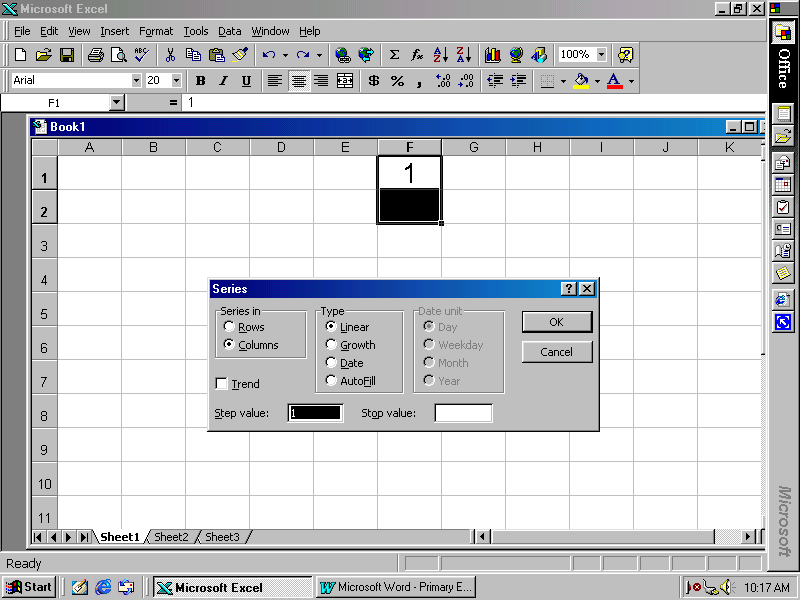 Microsoft Excel
File Edit View Insert Format Tools Data Window Help
100%
Arial 20 B I U $ % ,
F1 = 1
Book1
A B C D E F G H I J K
1 1
2
3
4
5
6
7
8
9
10
11
Series
Series in
Rows
Columns
Trend
Type
Linear
Growth
Date
AutoFill
Date unit
Day
Weekday
Month
Year
OK
Cancel
Step value: 1 Stop value:
Sheet1 Sheet2 Sheet3
Ready
Start Microsoft Excel Microsoft Word - Primary E... 10:17 AM
Office
Microsoft